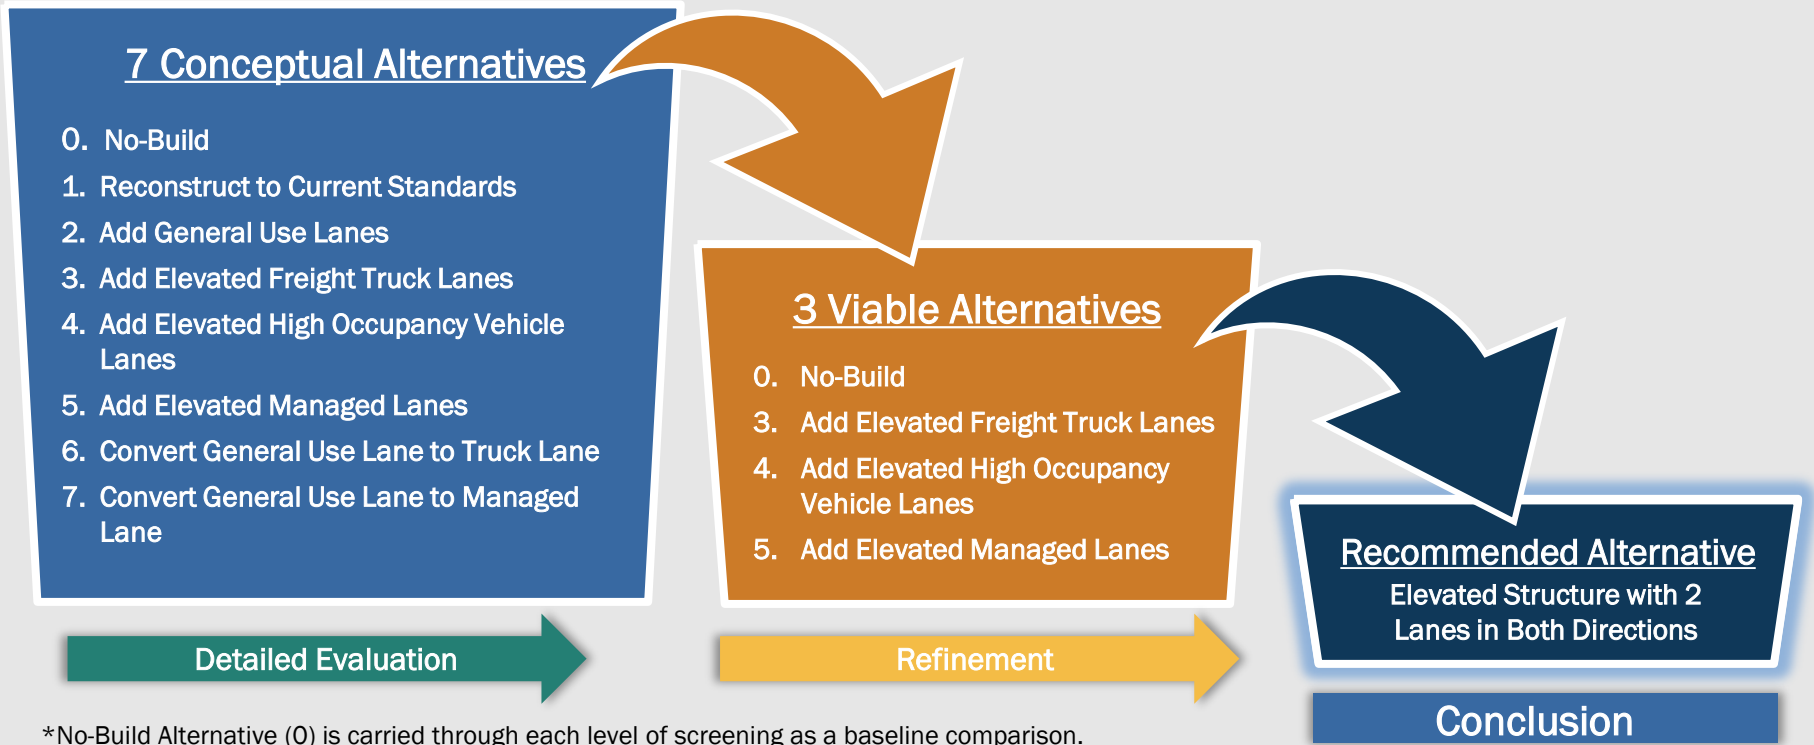 7 Conceptual Alternatives
0. No-Build
1. Reconstruct to Current Standards
2. Add General Use Lanes
3. Add Elevated Freight Truck Lanes
4. Add Elevated High Occupancy Vehicle
Lanes
5. Add Elevated Managed Lanes
6. Convert General Use Lane to Truck Lane
7. Convert General Use Lane to Managed
Lane
Detailed Evaluation
3 Viable Alternatives
0. No-Build
3. Add Elevated Freight Truck Lanes
4. Add Elevated High Occupancy
Vehicle Lanes
5. Add Elevated Managed Lanes
Refinement
Recommended Alternative
Elevated Structure with 2
Lanes in Both Directions
Conclusion
*No-Build Alternative (0) is carried through each level of screening as a baseline comparison.